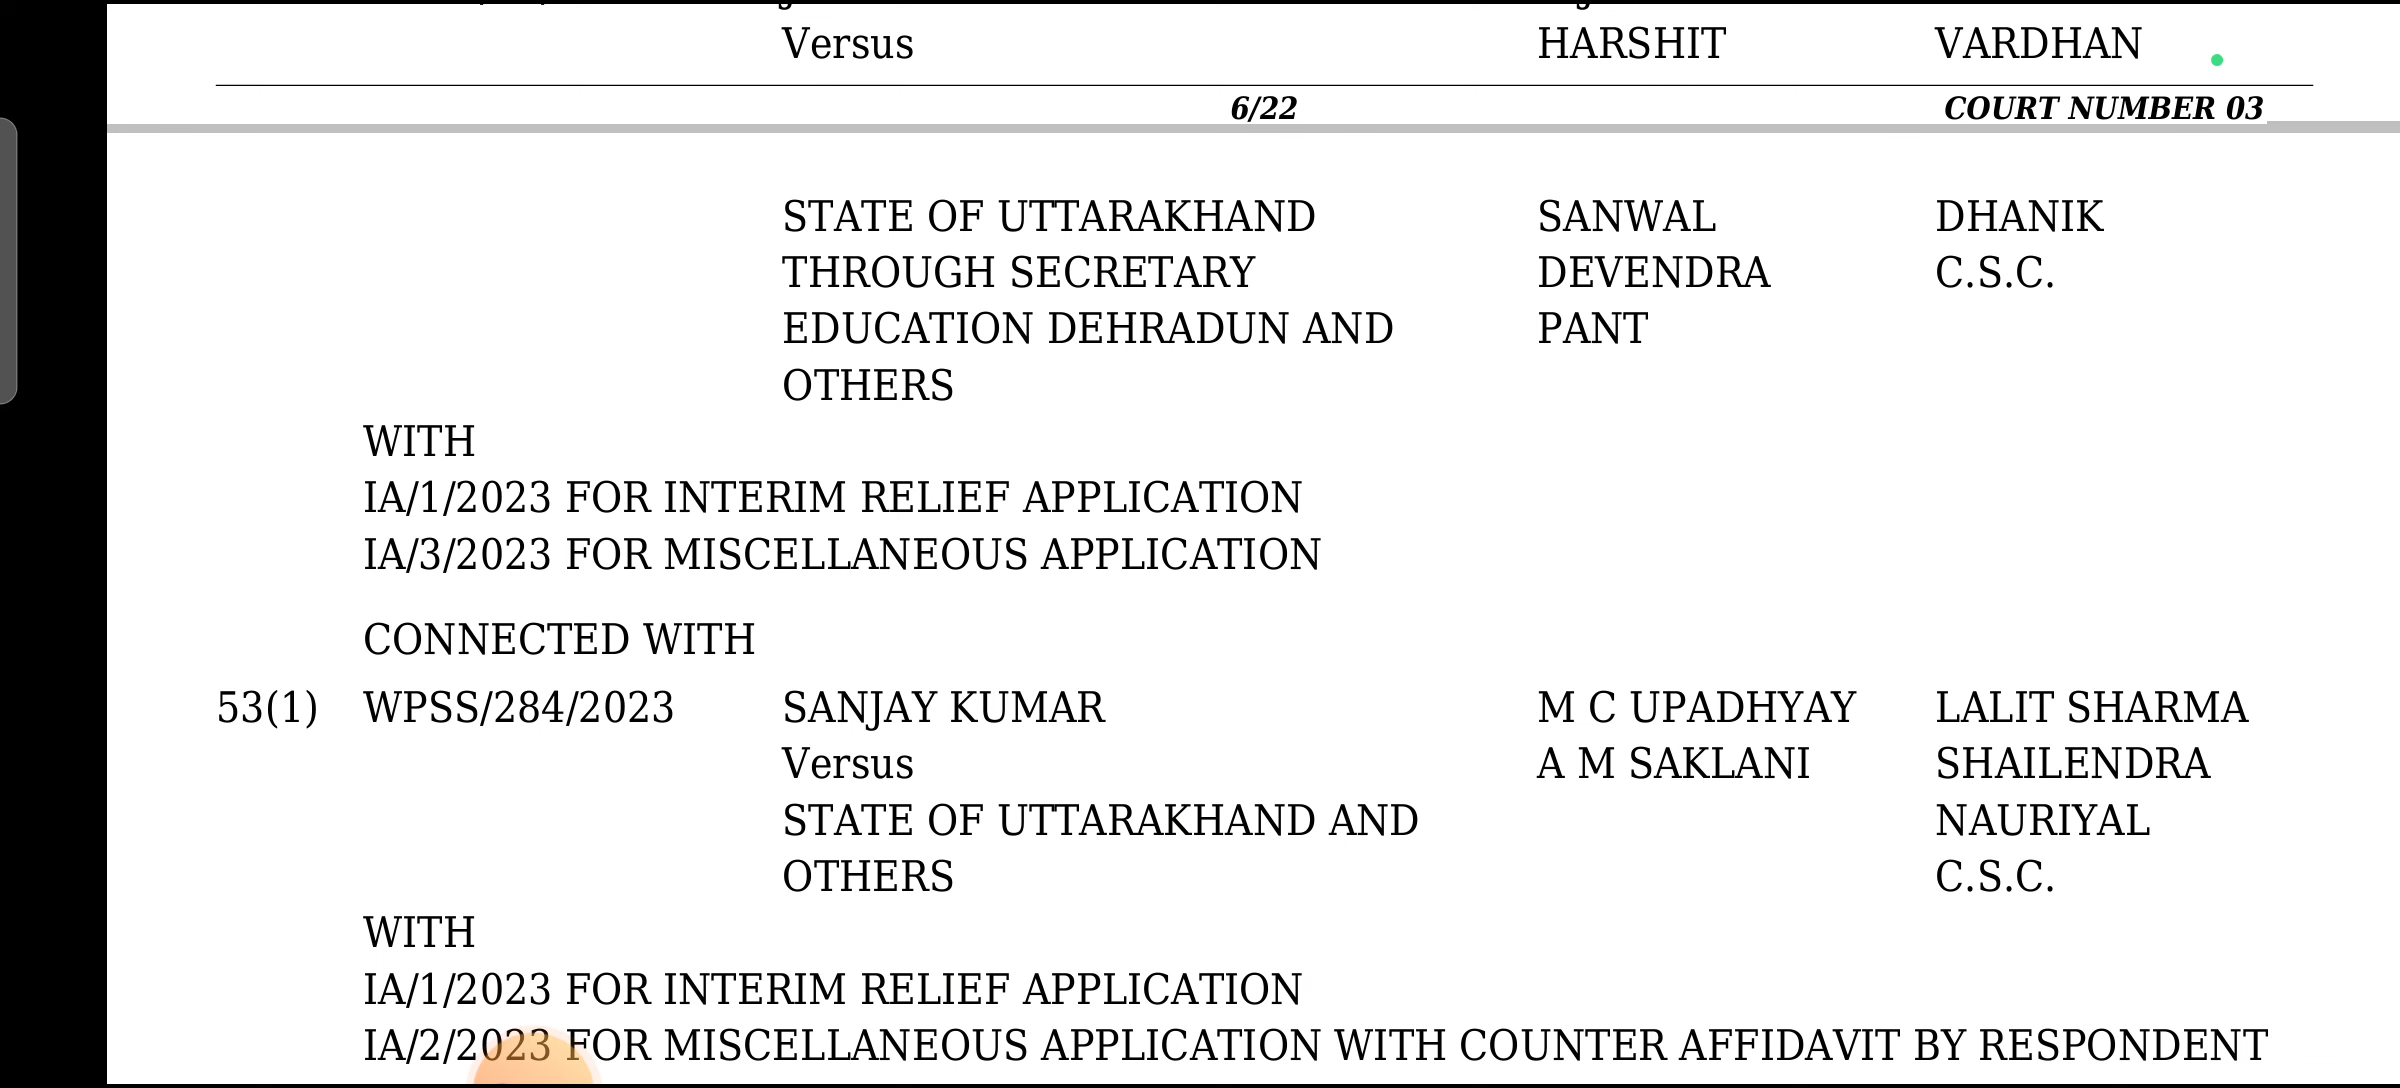 Versus HARSHIT VARDHAN
6/22 COURT NUMBER 03
STATE OF UTTARAKHAND SANWAL DHANIK
THROUGH SECRETARY DEVENDRA C.S.C.
EDUCATION DEHRADUN AND PANT
OTHERS
WITH
IA/1/2023 FOR INTERIM RELIEF APPLICATION
IA/3/2023 FOR MISCELLANEOUS APPLICATION
CONNECTED WITH
53(1) WPSS/284/2023 SANJAY KUMAR M C UPADHYAY LALIT SHARMA
Versus A M SAKLANI SHAILENDRA
STATE OF UTTARAKHAND AND NAURIYAL
OTHERS C.S.C.
WITH
IA/1/2023 FOR INTERIM RELIEF APPLICATION
IA/2/2023 FOR MISCELLANEOUS APPLICATION WITH COUNTER AFFIDAVIT BY RESPONDENT